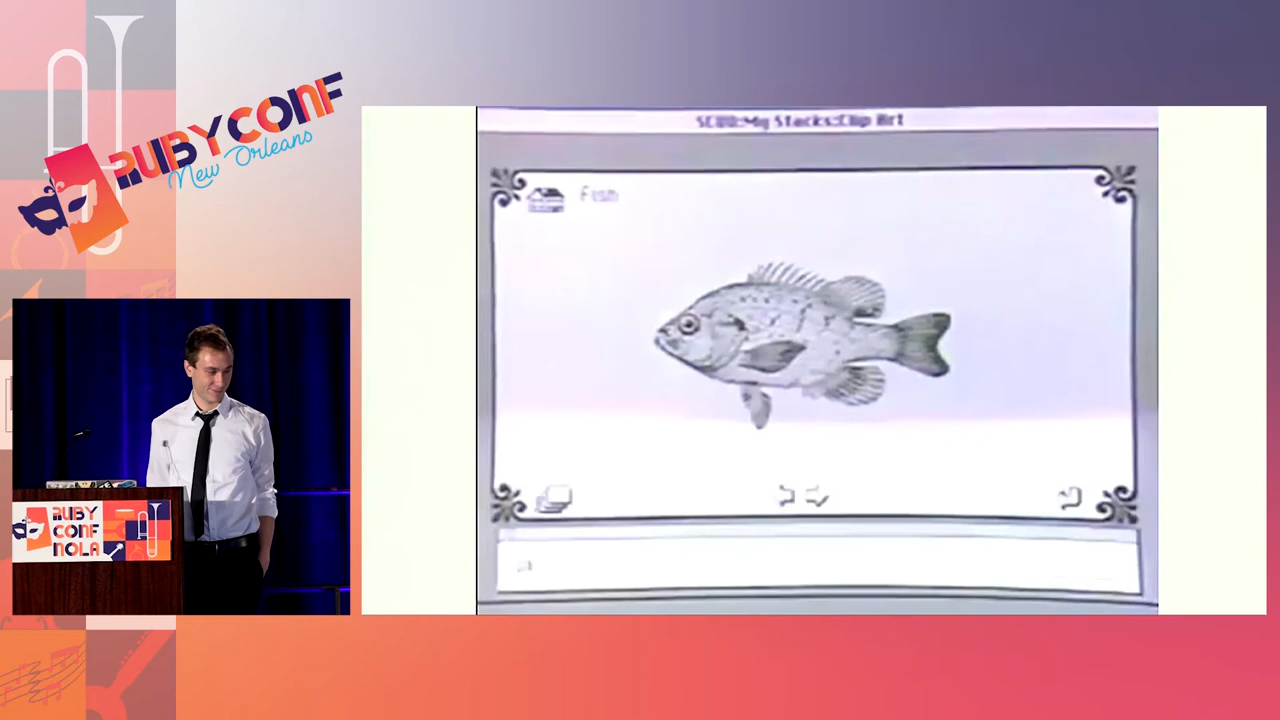 RUBYCONF
New Orleans
SCUD:My Stacks:Clip Art
Fish
RUBY
CONF
NOLA